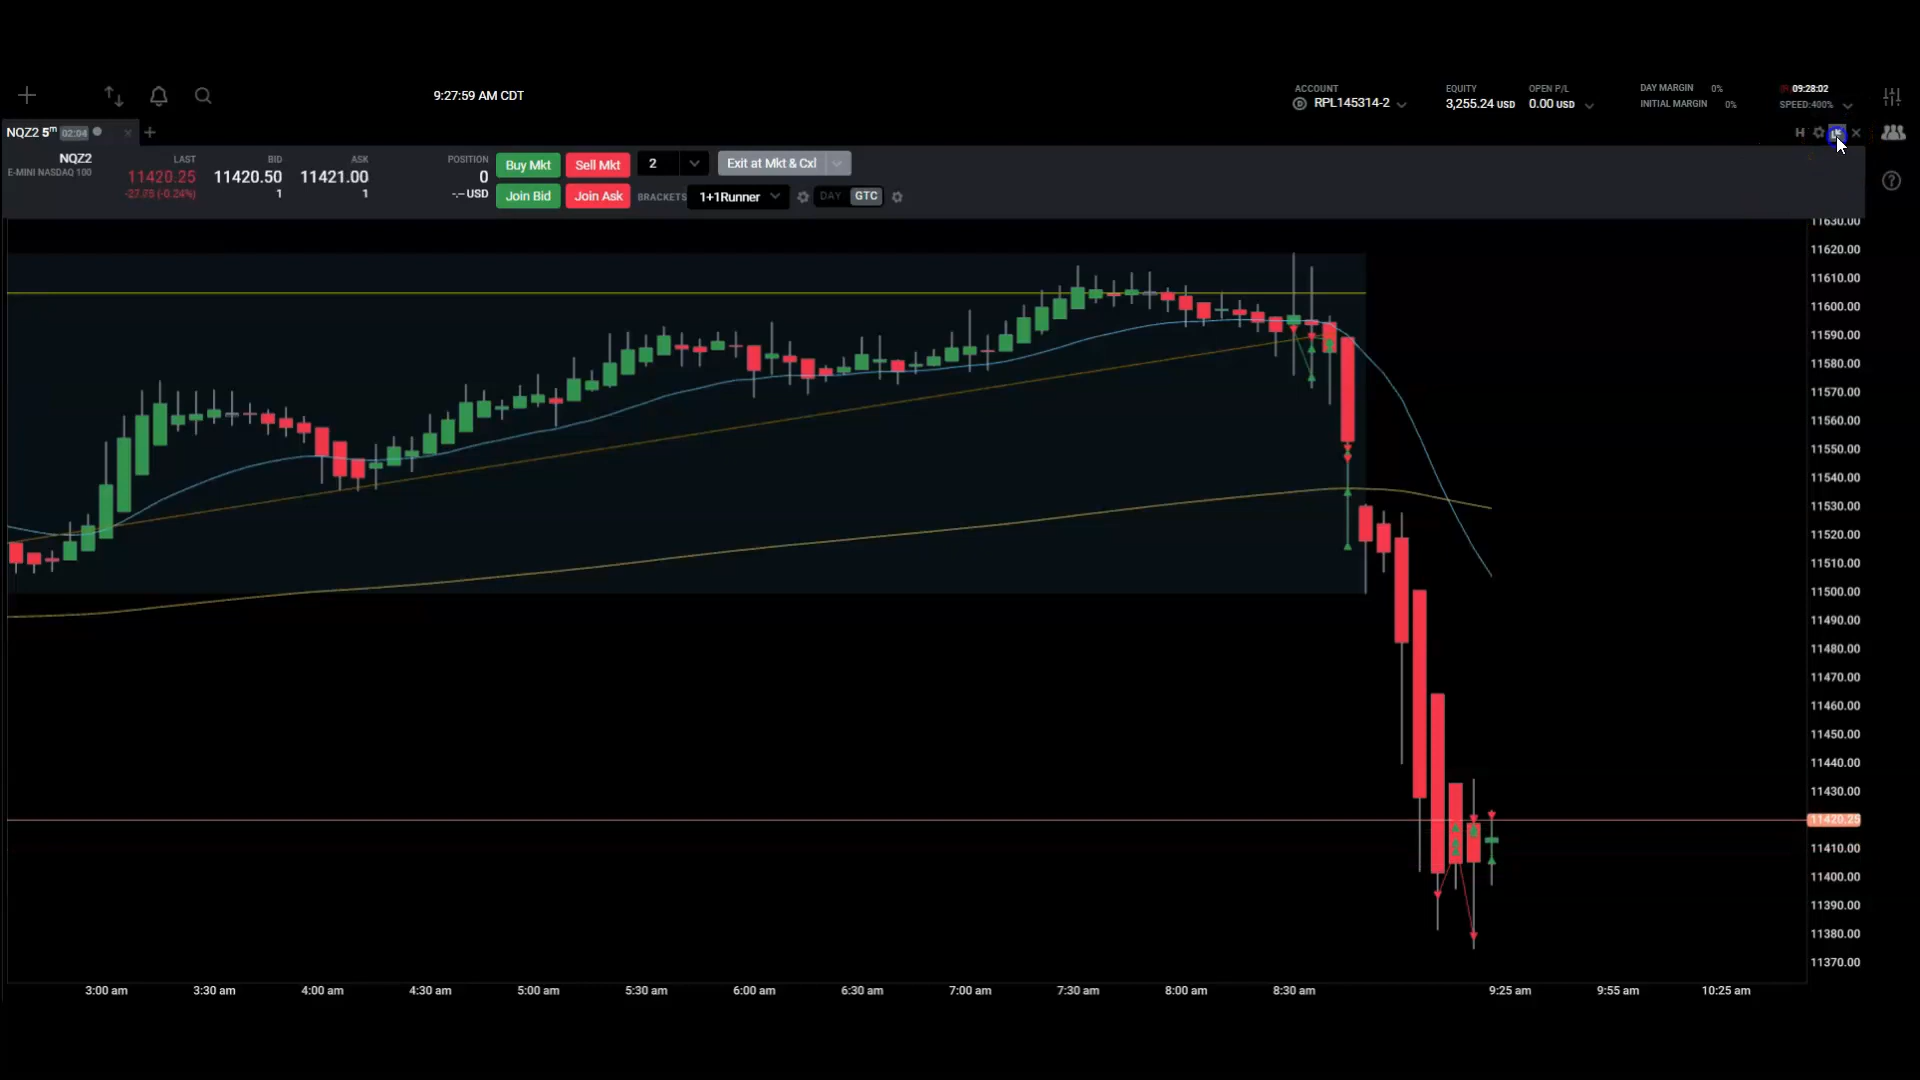 9:27:59 AM CDT
ACCOUNT
RPL145314-2
EQUITY
3,255.24 USD
OPEN P/L
0.00 USD
DAY MARGIN 0%
INITIAL MARGIN 0%
09:28:02
SPEED:400%
NQZ2 5m 02:04
H
NQZ2
E-MINI NASDAQ 100
LAST
11420.25
-27.75 (-0.24%)
BID
11420.50
1
ASK
11421.00
1
POSITION
0
-.-- USD
Buy Mkt
Sell Mkt
2
Exit at Mkt & Cxl
Join Bid
Join Ask
BRACKETS
1+1Runner
DAY
GTC
11630.00
11620.00
11610.00
11600.00
11590.00
11580.00
11570.00
11560.00
11550.00
11540.00
11530.00
11520.00
11510.00
11500.00
11490.00
11480.00
11470.00
11460.00
11450.00
11440.00
11430.00
11420.25
11410.00
11400.00
11390.00
11380.00
11370.00
3:00 am
3:30 am
4:00 am
4:30 am
5:00 am
5:30 am
6:00 am
6:30 am
7:00 am
7:30 am
8:00 am
8:30 am
9:25 am
9:55 am
10:25 am